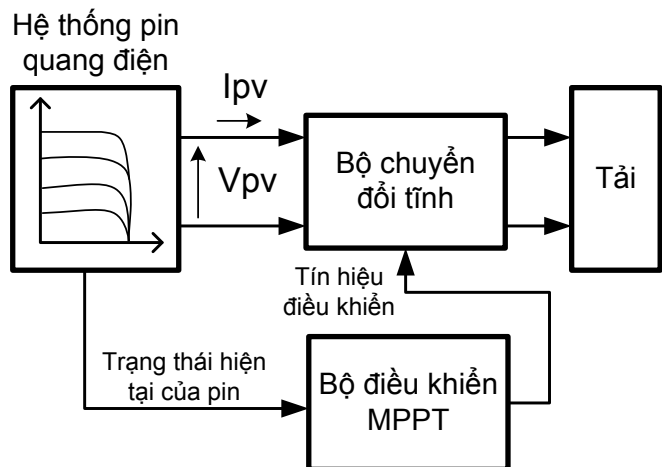 Hệ thống pin
quang điện
Ipv
Vpv
Bộ chuyển
đổi tĩnh
Tải
Tín hiệu
điều khiển
Trạng thái hiện
tại của pin
Bộ điều khiển
MPPT